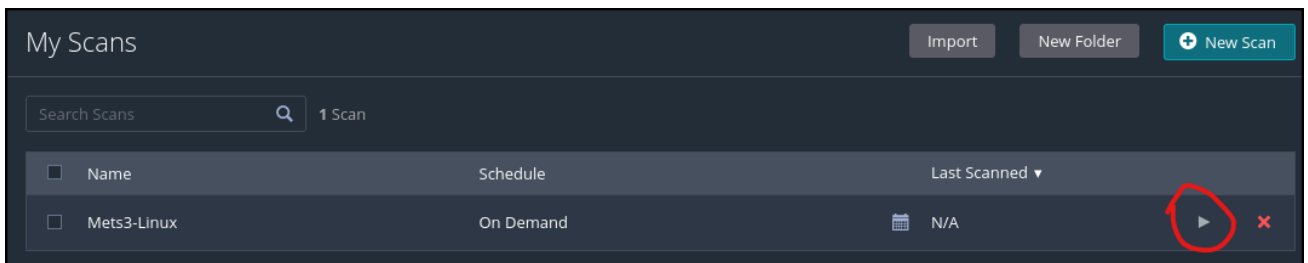 My Scans
Import
New Folder
New Scan
Search Scans
1 Scan
Name
Schedule
Last Scanned
Mets3-Linux
On Demand
N/A